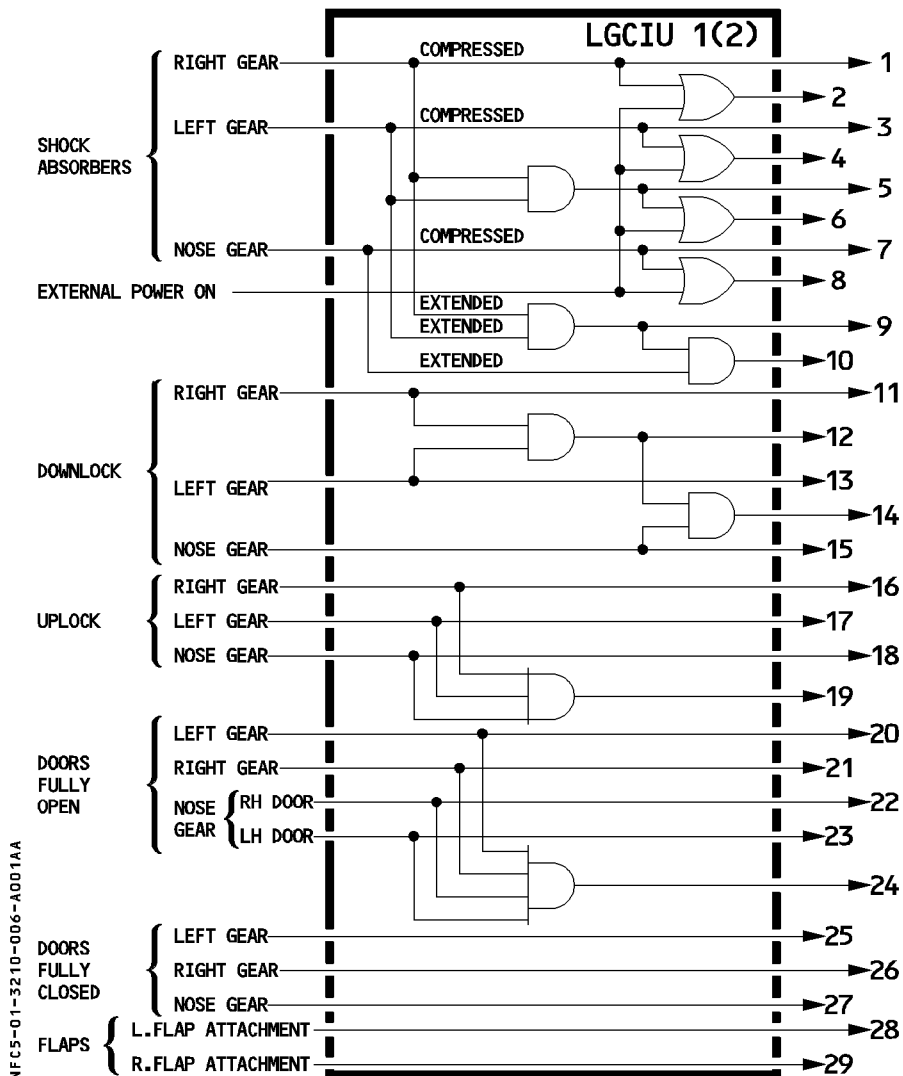 LGCIU 1(2)
SHOCK
ABSORBERS
RIGHT GEAR
COMPRESSED
1
2
LEFT GEAR
COMPRESSED
3
4
5
6
NOSE GEAR
COMPRESSED
7
8
EXTERNAL POWER ON
EXTENDED
EXTENDED
9
EXTENDED
10
DOWNLOCK
RIGHT GEAR
11
12
LEFT GEAR
13
14
NOSE GEAR
15
UPLOCK
RIGHT GEAR
16
LEFT GEAR
17
NOSE GEAR
18
19
DOORS
FULLY
OPEN
LEFT GEAR
20
RIGHT GEAR
21
NOSE
GEAR
RH DOOR
22
LH DOOR
23
24
DOORS
FULLY
CLOSED
LEFT GEAR
25
RIGHT GEAR
26
NOSE GEAR
27
FLAPS
L.FLAP ATTACHMENT
28
R.FLAP ATTACHMENT
29
NFC5-01-3210-006-A001AA